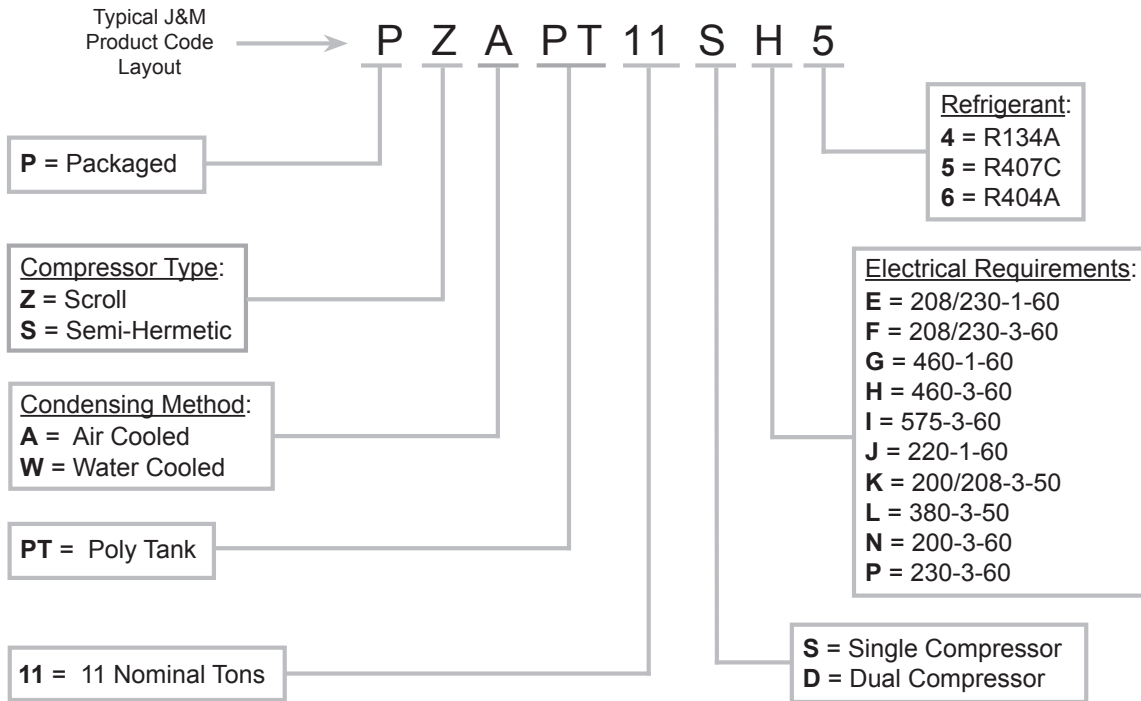 Typical J&M
Product Code
Layout
P Z A P T 11 S H 5
Refrigerant:
4 = R134A
5 = R407C
6 = R404A
P = Packaged
Compressor Type:
Z = Scroll
S = Semi-Hermetic
Electrical Requirements:
E = 208/230-1-60
F = 208/230-3-60
G = 460-1-60
H = 460-3-60
I = 575-3-60
J = 220-1-60
K = 200/208-3-50
L = 380-3-50
N = 200-3-60
P = 230-3-60
Condensing Method:
A = Air Cooled
W = Water Cooled
PT = Poly Tank
11 = 11 Nominal Tons
S = Single Compressor
D = Dual Compressor